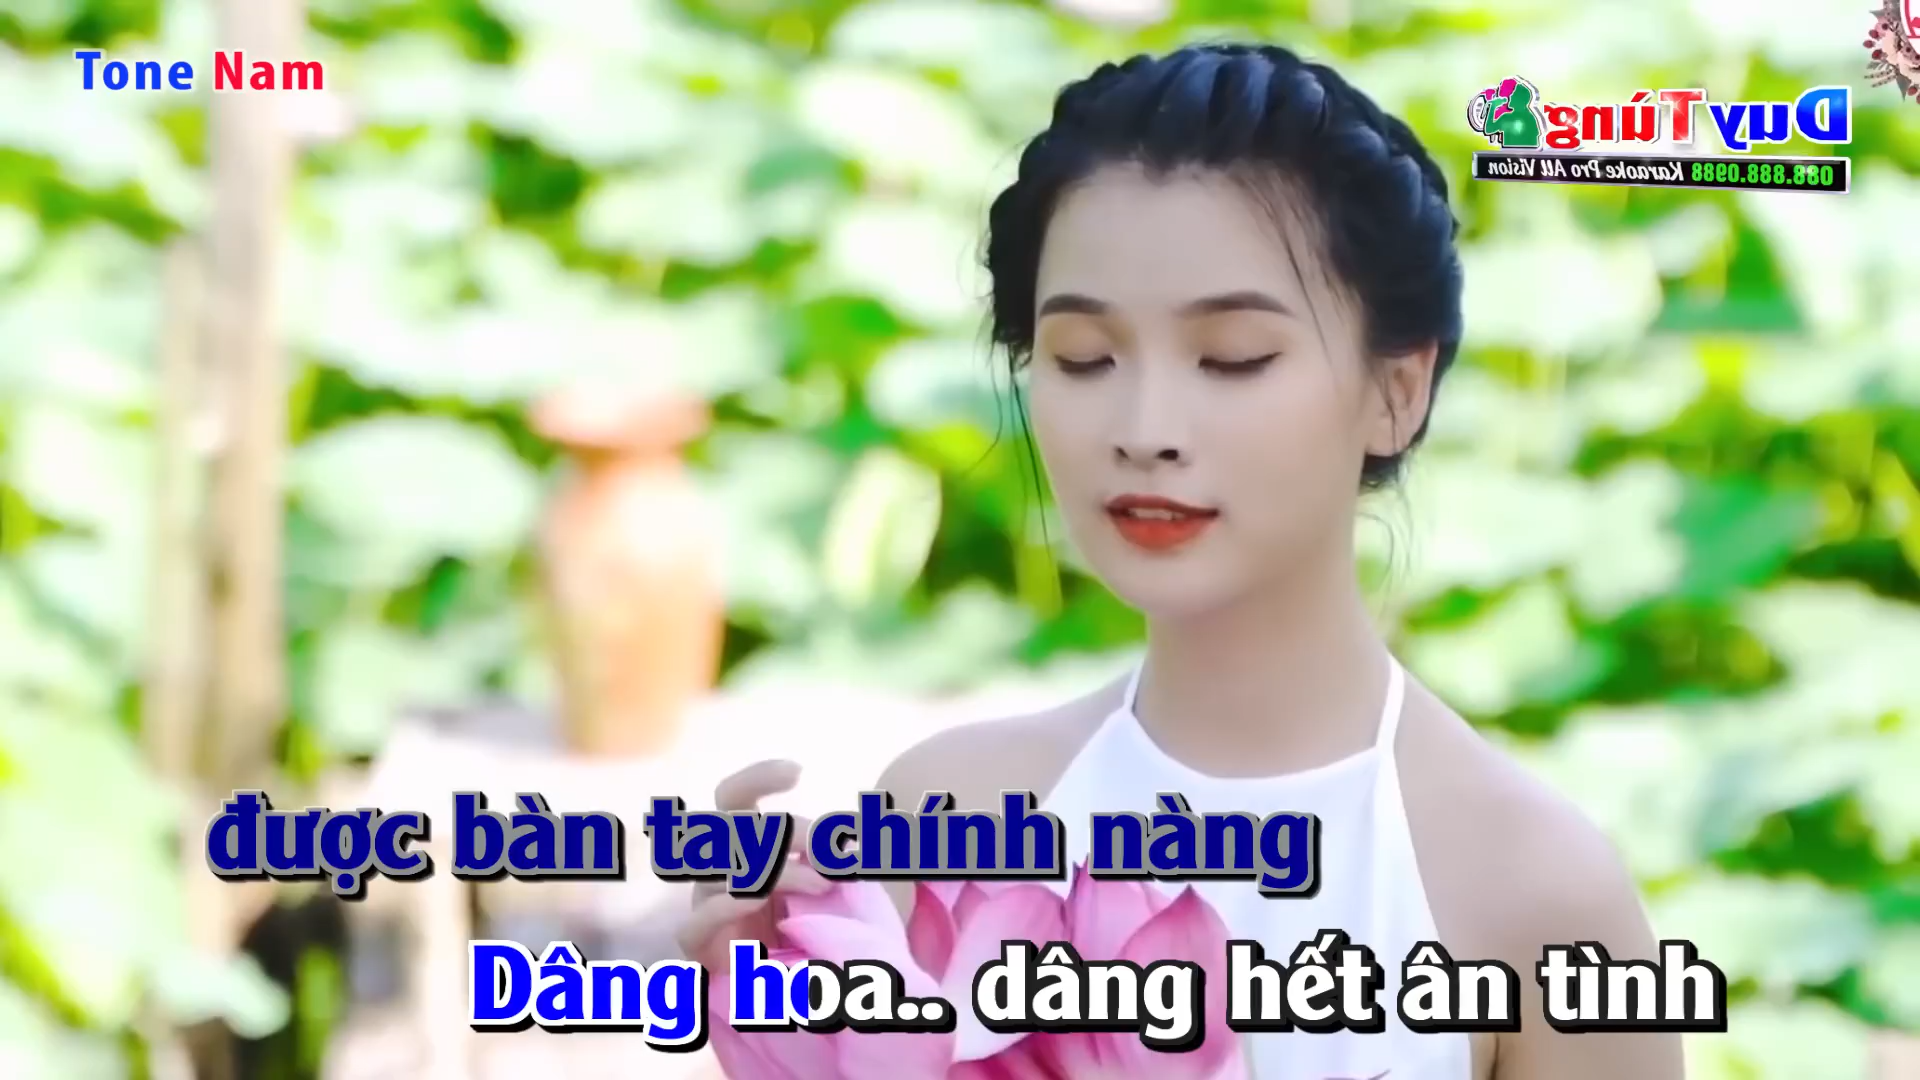 Tone Nam
Duy Tùng
088.888.0988 Karaoke Pro All Vision
được bàn tay chính nàng
Dâng hoa.. dâng hết ân tình